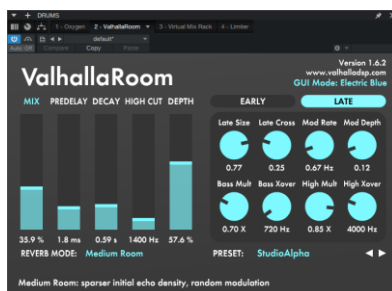 DRUMS
1 - Oxygen 2 - ValhallaRoom 3 - Virtual Mix Rack 4 - Limiter
default*
Auto: Off Compare Copy Paste
Version 1.6.2
ValhallaRoom www.valhalladsp.com
GUI Mode: Electric Blue
MIX PREDELAY DECAY HIGH CUT DEPTH EARLY LATE
Late Size Late Cross Mod Rate Mod Depth
0.77 0.25 0.67 Hz 0.12
Bass Mult Bass Xover High Mult High Xover
35.9 % 1.8 ms 0.59 s 1400 Hz 57.6 % 0.70 X 720 Hz 0.85 X 4000 Hz
REVERB MODE: Medium Room PRESET: StudioAlpha
Medium Room: sparser initial echo density, random modulation